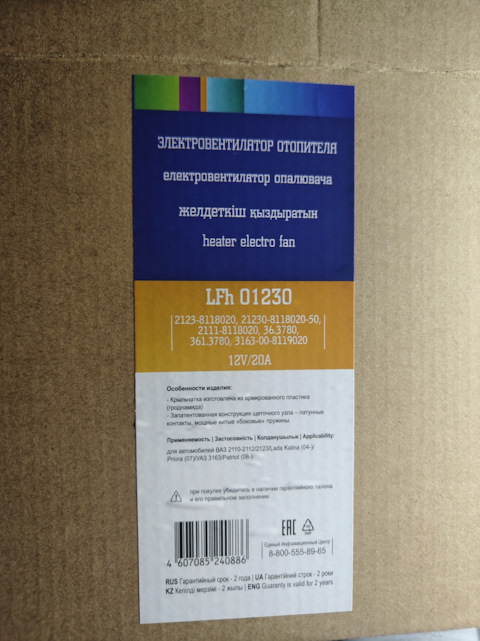 ЭЛЕКТРОВЕНТИЛЯТОР ОТОПИТЕЛЯ
електровентилятор опалювача
желдеткіш қыздыратын
heater electro fan
LFh 01230
2123-8118020, 21230-8118020-50,
2111-8118020, 36.3780,
361.3780, 3163-00-8119020
12V/20A
Особенности изделия:
- Крыльчатка изготовлена из армированного пластика
(гроднамида)
- Запатентованная конструкция щеточного узла – латунные
контакты, мощные витые «боковые» пружины
Применяемость | Застосовність | Колданушылык | Applicability:
для автомобилей ВАЗ 2110-2112/2123/Lada Kalina (04-)/
Priora (07)/УАЗ 3163/Patriot (08-)
при покупке убедитесь в наличии гарантийного талона
и его правильном заполнении
EAC
PAP
Единый Информационный Центр
8-800-555-89-65
4 607085 240886
RUS Гарантийный срок - 2 года | UA Гарантійний строк - 2 роки
KZ Кепілді мерзімі - 2 жылы | ENG Guaranty is valid for 2 years